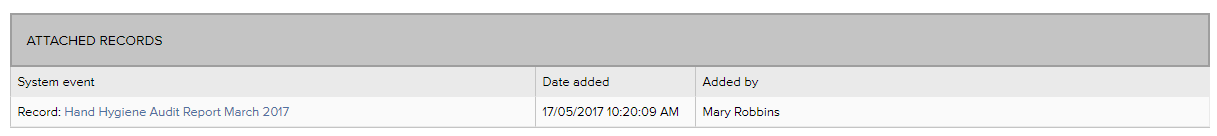 ATTACHED RECORDS
System event Date added Added by
Record: Hand Hygiene Audit Report March 2017 17/05/2017 10:20:09 AM Mary Robbins